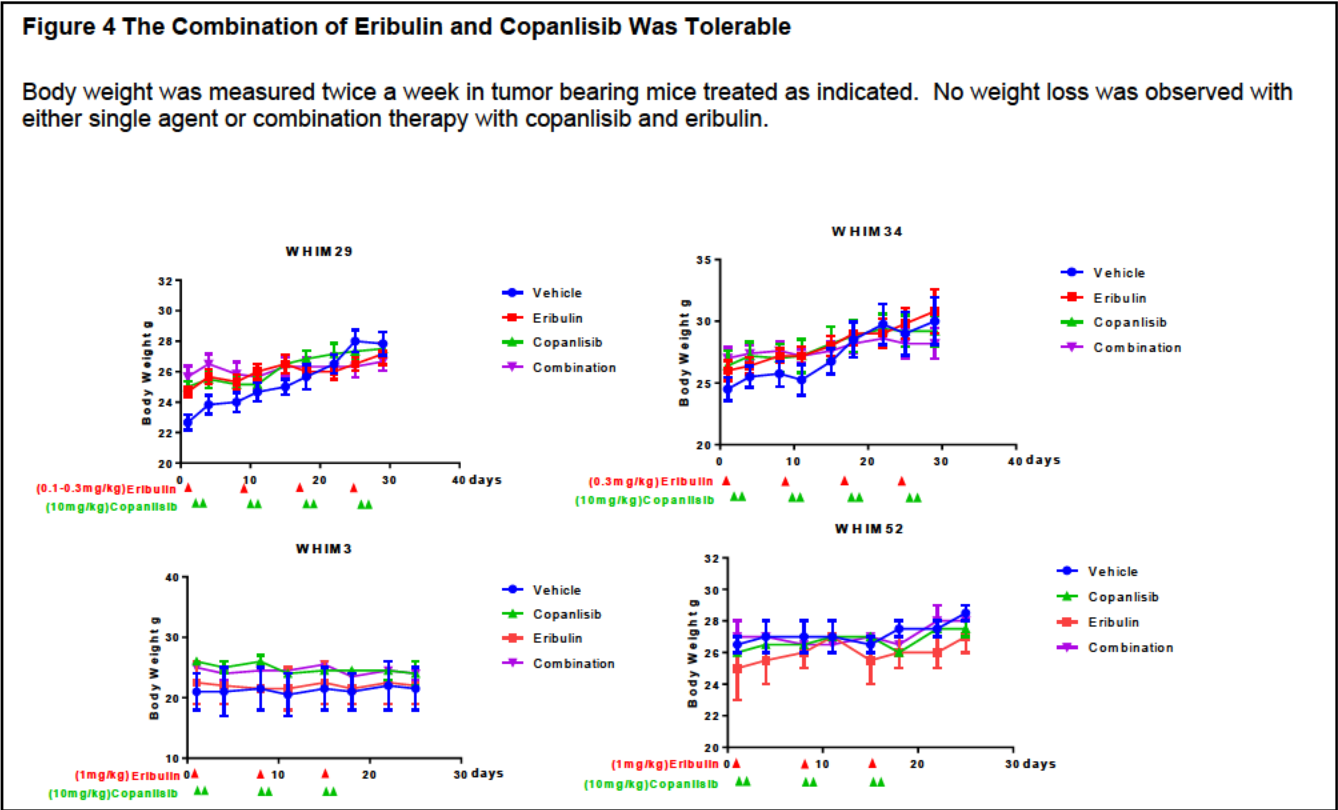 Figure 4 The Combination of Eribulin and Copanlisib Was Tolerable
Body weight was measured twice a week in tumor bearing mice treated as indicated.  No weight loss was observed with
either single agent or combination therapy with copanlisib and eribulin.
WHIM29
Body Weight g
32
30
28
26
24
22
20
0
10
20
30
40 days
Vehicle
Eribulin
Copanlisib
Combination
(0.1-0.3mg/kg)Eribulin
(10mg/kg)Copanlisib
WHIM34
Body Weight g
35
30
25
20
0
10
20
30
40 days
Vehicle
Eribulin
Copanlisib
Combination
(0.3mg/kg)Eribulin
(10mg/kg)Copanlisib
WHIM3
Body Weight g
40
30
20
10
0
10
20
30 days
Vehicle
Copanlisib
Eribulin
Combination
(1mg/kg)Eribulin
(10mg/kg)Copanlisib
WHIM52
Body Weight g
32
30
28
26
24
22
20
0
10
20
30 days
Vehicle
Copanlisib
Eribulin
Combination
(1mg/kg)Eribulin
(10mg/kg)Copanlisib